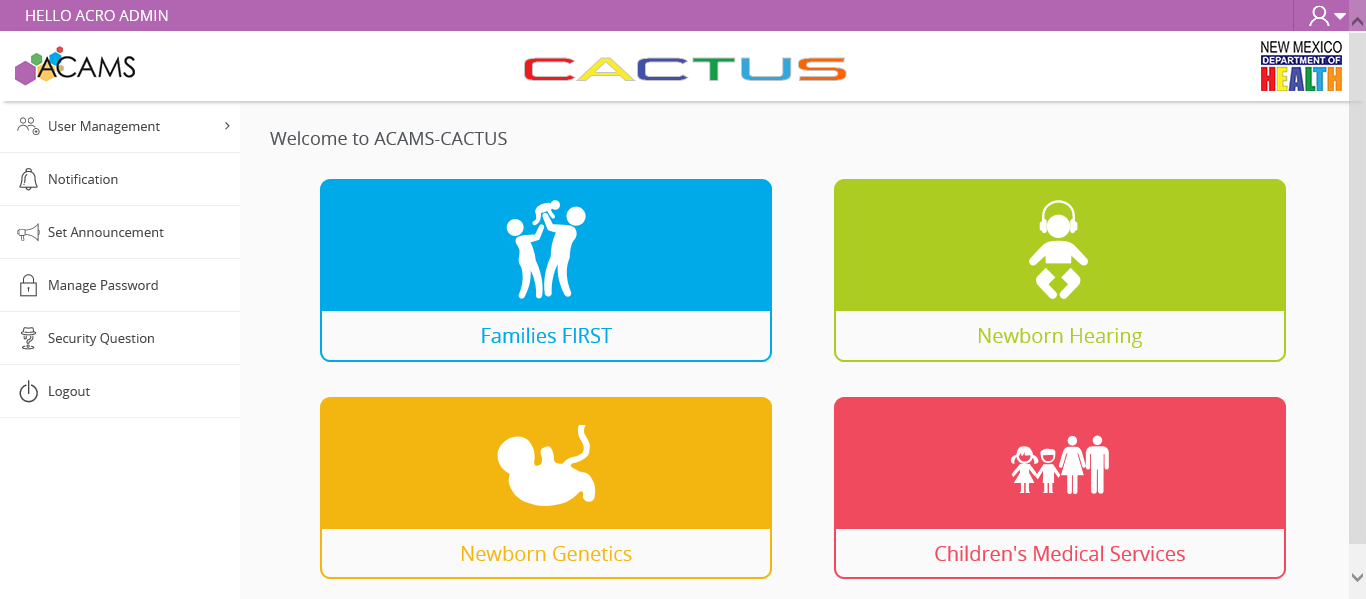 HELLO ACRO ADMIN
ACAMS
CACTUS
NEW MEXICO
DEPARTMENT OF
HEALTH
User Management
Notification
Set Announcement
Manage Password
Security Question
Logout
Welcome to ACAMS-CACTUS
Families FIRST
Newborn Hearing
Newborn Genetics
Children's Medical Services